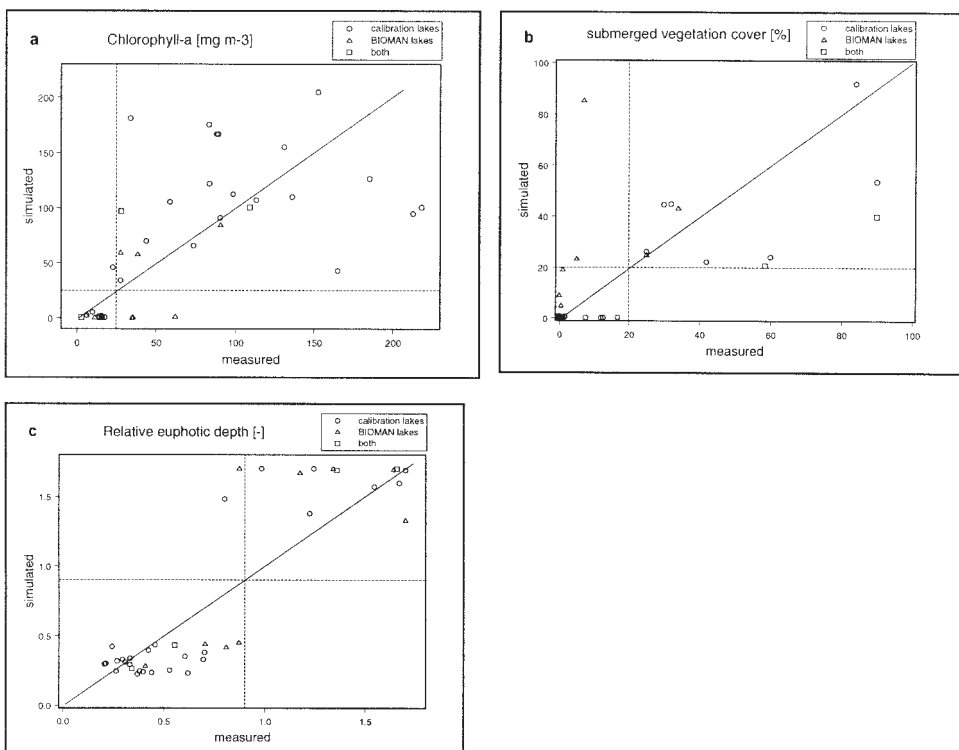 a
Chlorophyll-a [mg m-3]
calibration lakes
BIOMAN lakes
both
200
150
100
50
0
simulated
0
50
100
150
200
measured
b
submerged vegetation cover [%]
calibration lakes
BIOMAN lakes
both
100
80
60
40
20
0
simulated
0
20
40
60
80
100
measured
c
Relative euphotic depth [-]
calibration lakes
BIOMAN lakes
both
1.5
1.0
0.5
0.0
simulated
0.0
0.5
1.0
1.5
measured